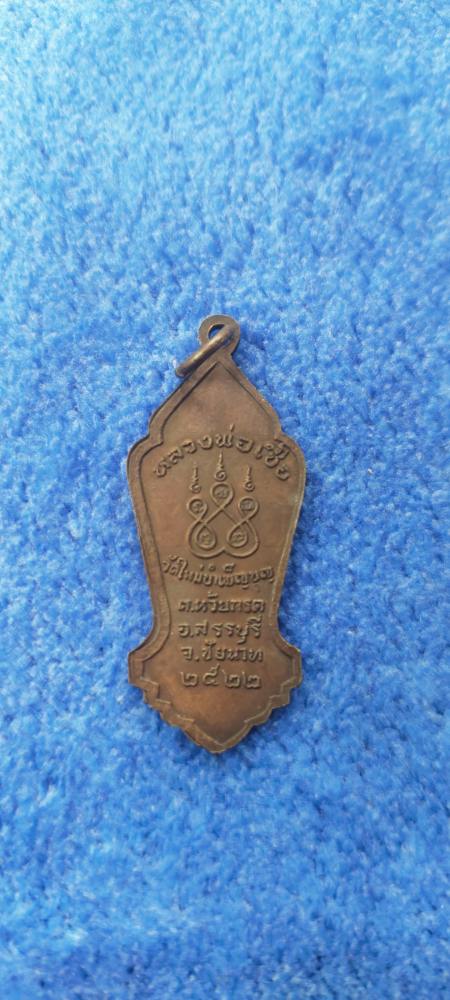 หลวงพ่อเชื้อ
วัดใหม่บำเพ็ญบุญ
ต.ห้วยกรด
อ.สรรบุรี
จ.ชัยนาท
๒๕๒๒